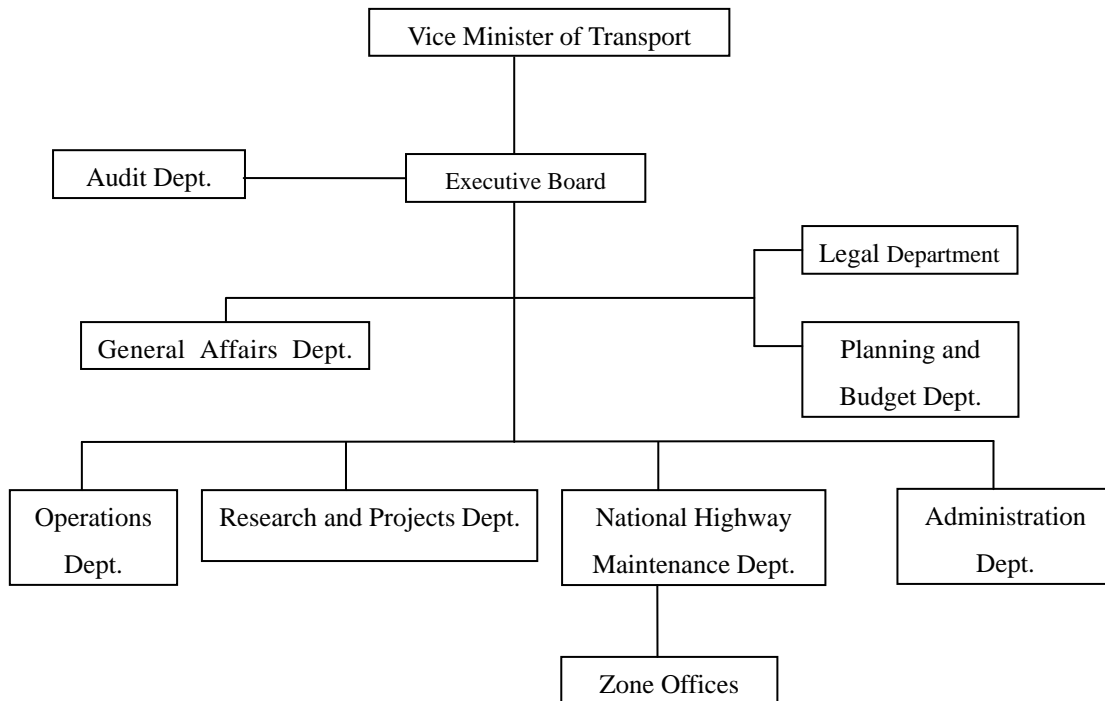 Vice Minister of Transport
Audit Dept.
Executive Board
Legal Department
General Affairs Dept.
Planning and
Budget Dept.
Operations
Dept.
Research and Projects Dept.
National Highway
Maintenance Dept.
Administration
Dept.
Zone Offices